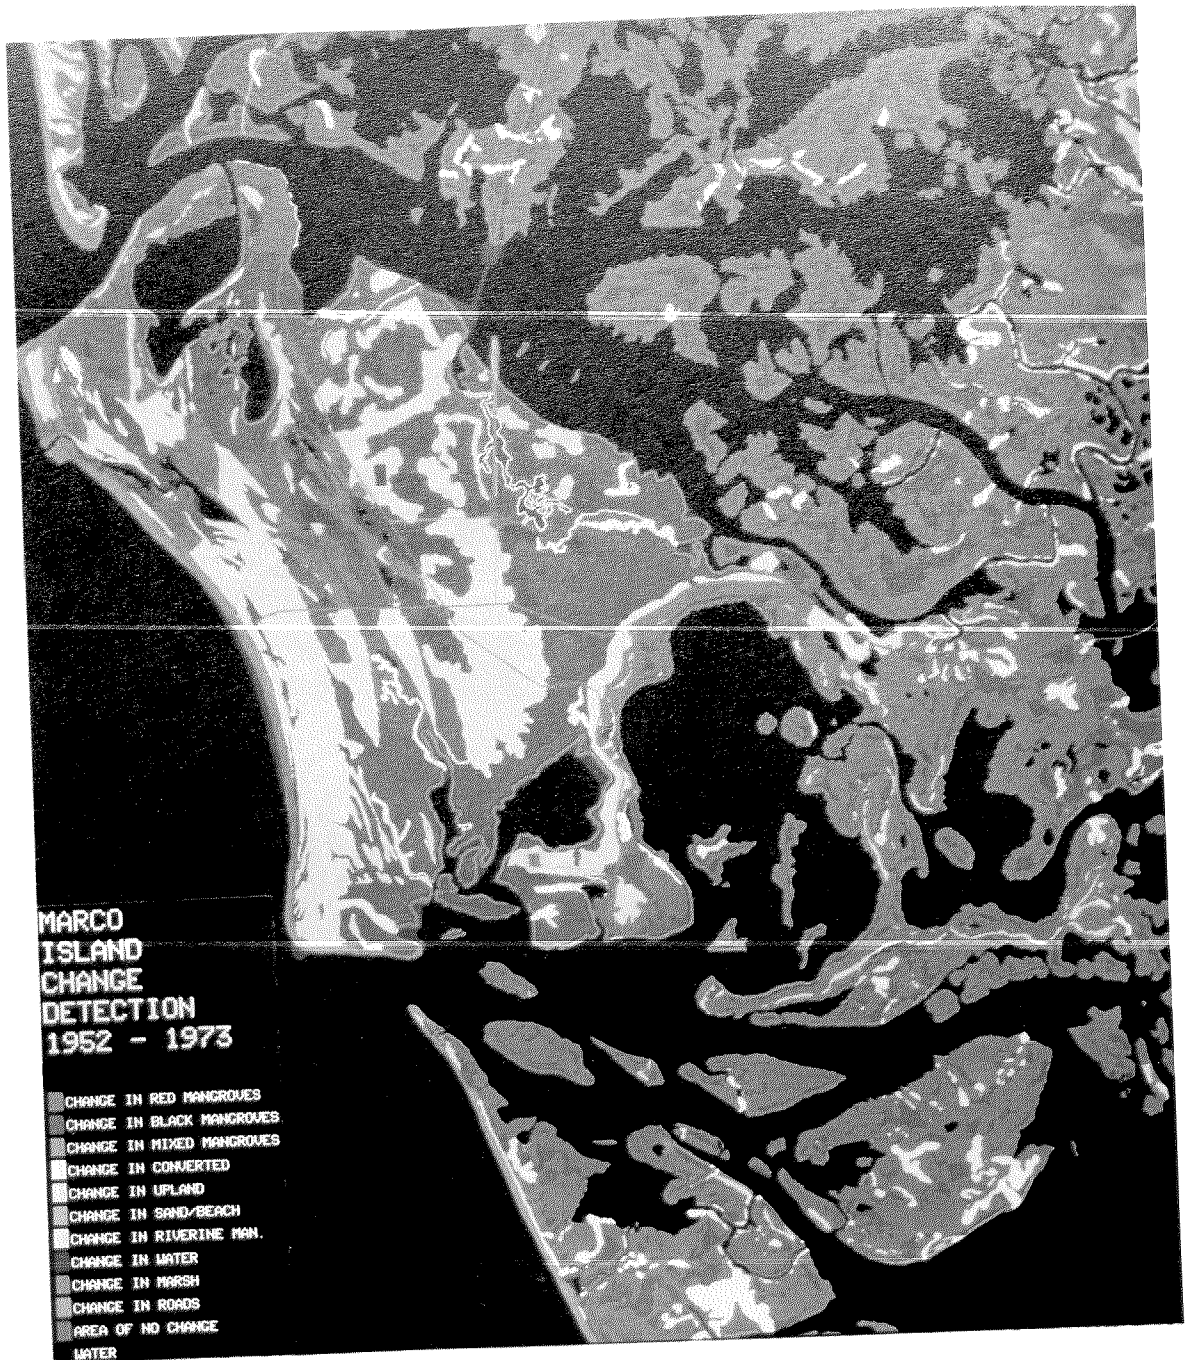 MARCO
ISLAND
CHANGE
DETECTION
1952 - 1973
CHANGE IN RED MANGROVES
CHANGE IN BLACK MANGROVES
CHANGE IN MIXED MANGROVES
CHANGE IN CONVERTED
CHANGE IN UPLAND
CHANGE IN SAND/BEACH
CHANGE IN RIVERINE MAN.
CHANGE IN WATER
CHANGE IN MARSH
CHANGE IN ROADS
AREA OF NO CHANGE
WATER